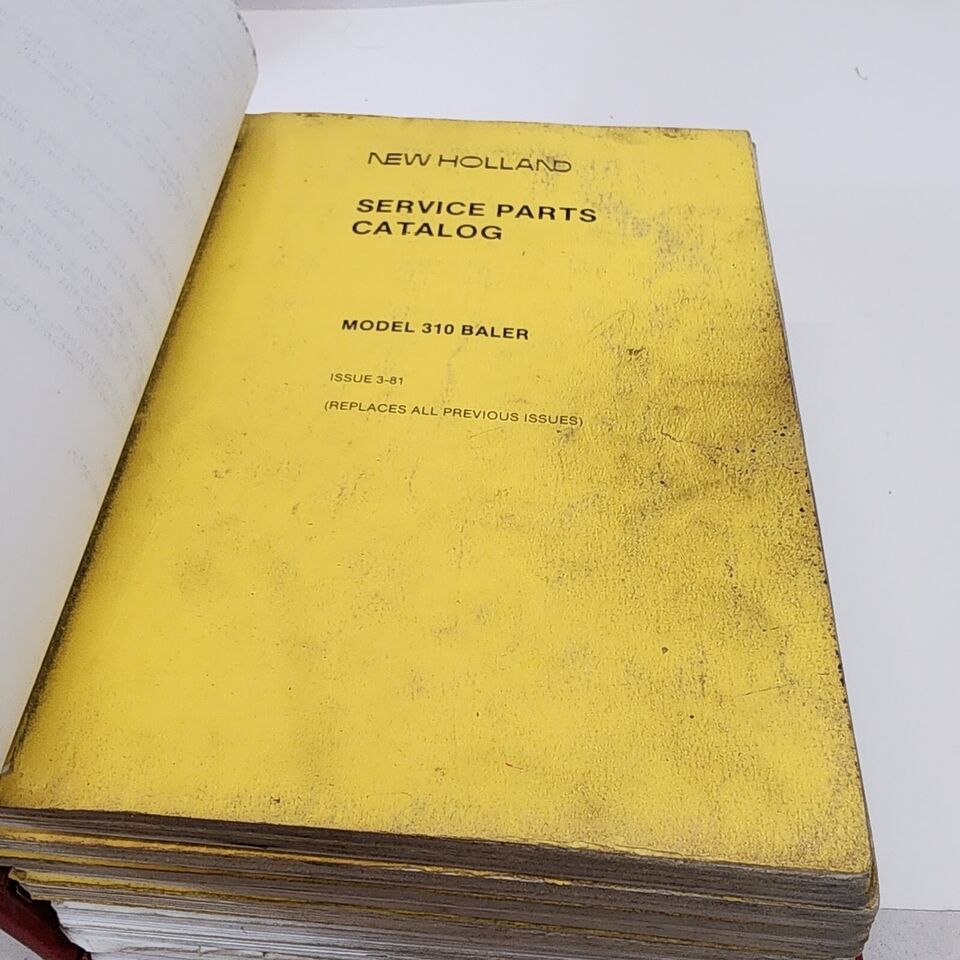 NEW HOLLAND
SERVICE PARTS
CATALOG
MODEL 310 BALER
ISSUE 3-81
(REPLACES ALL PREVIOUS ISSUES)